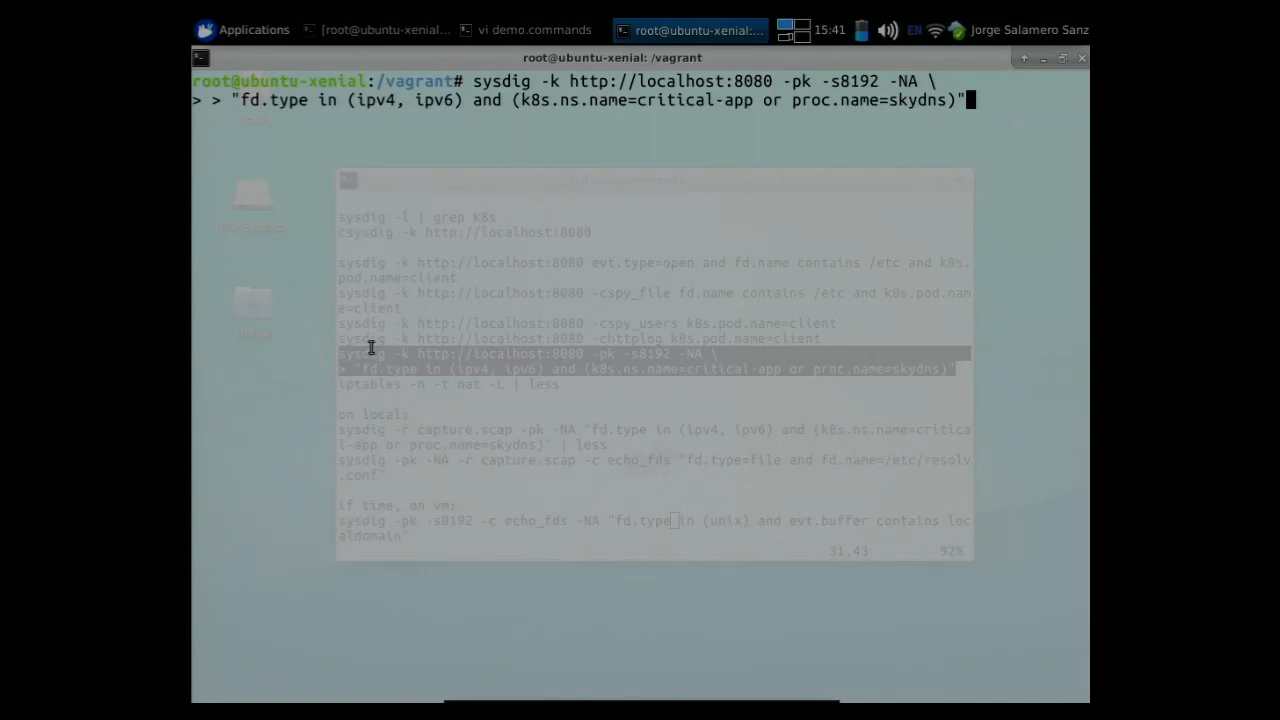 Applications
[root@ubuntu-xenial...
vi demo.commands
root@ubuntu-xenial:...
15:41
EN
Jorge Salamero Sanz
root@ubuntu-xenial: /vagrant
root@ubuntu-xenial:/vagrant# sysdig -k http://localhost:8080 -pk -s8192 -NA \
> > "fd.type in (ipv4, ipv6) and (k8s.ns.name=critical-app or proc.name=skydns)"
sysdig -l | grep k8s
csysdig -k http://localhost:8080
sysdig -k http://localhost:8080 evt.type=open and fd.name contains /etc and k8s.
pod.name=client
sysdig -k http://localhost:8080 -cspy_file fd.name contains /etc and k8s.pod.nam
e=client
sysdig -k http://localhost:8080 -cspy_users k8s.pod.name=client
sysdig -k http://localhost:8080 -chttplog k8s.pod.name=client
sysdig -k http://localhost:8080 -pk -s8192 -NA \
> "fd.type in (ipv4, ipv6) and (k8s.ns.name=critical-app or proc.name=skydns)"
iptables -n -t nat -L | less
on local:
sysdig -r capture.scap -pk -NA "fd.type in (ipv4, ipv6) and (k8s.ns.name=critica
l-app or proc.name=skydns)" | less
sysdig -pk -NA -r capture.scap -c echo_fds "fd.type=file and fd.name=/etc/resolv
.conf"
if time, on vm:
sysdig -pk -s8192 -c echo_fds -NA "fd.type in (unix) and evt.buffer contains loc
aldomain"
31,43
92%